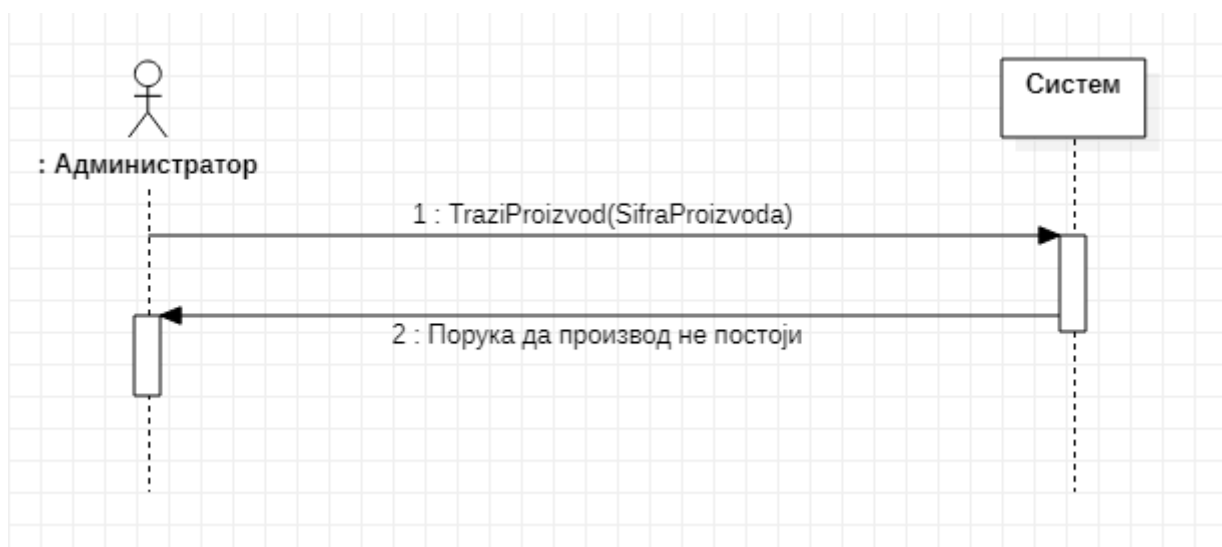 Систем
: Администратор
1 : TraziProizvod(SifraProizvoda)
2 : Порука да производ не постоји